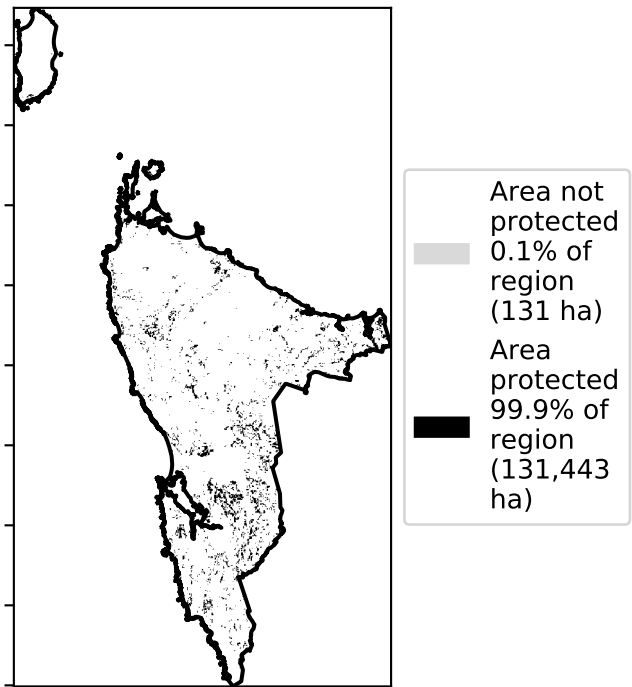 Area not
protected
0.1% of
region
(131 ha)
Area
protected
99.9% of
region
(131,443
ha)